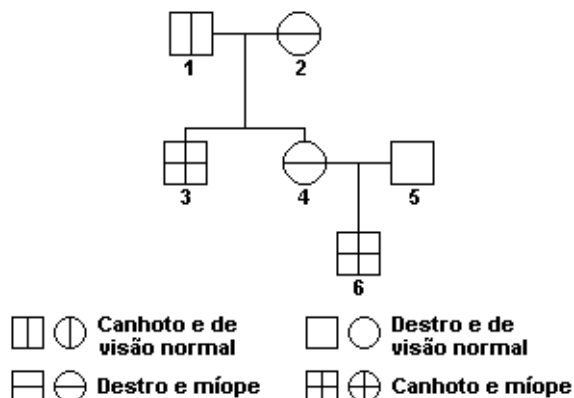 1 2
3 4 5
6
Canhoto e de
visão normal
Destro e de
visão normal
Destro e míope
Canhoto e míope